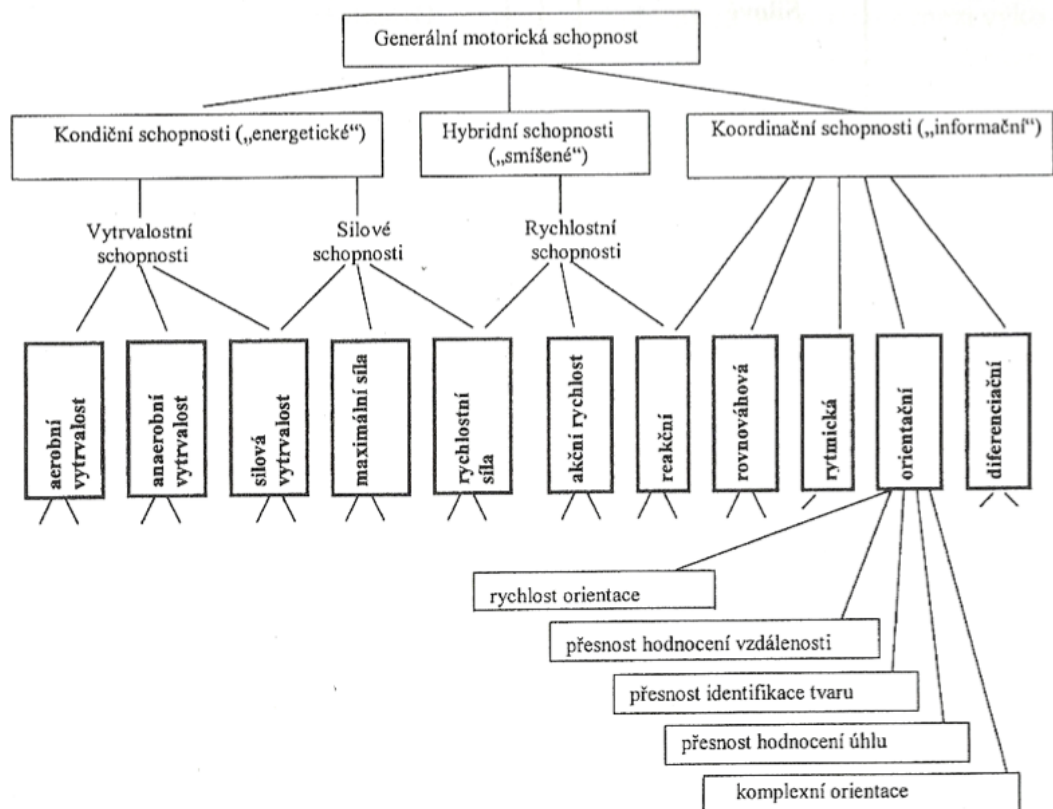 Generální motorická schopnost
Kondiční schopnosti („energetické“)
Hybridní schopnosti
(„smíšené“)
Koordinační schopnosti („informační“)
Vytrvalostní
schopnosti
Silové
schopnosti
Rychlostní
schopnosti
aerobní
vytrvalost
anaerobní
vytrvalost
silová
vytrvalost
maximální síla
rychlostní
síla
akční rychlost
reakční
rovnováhová
rytmická
orientační
diferenciační
rychlost orientace
přesnost hodnocení vzdálenosti
přesnost identifikace tvaru
přesnost hodnocení úhlu
komplexní orientace